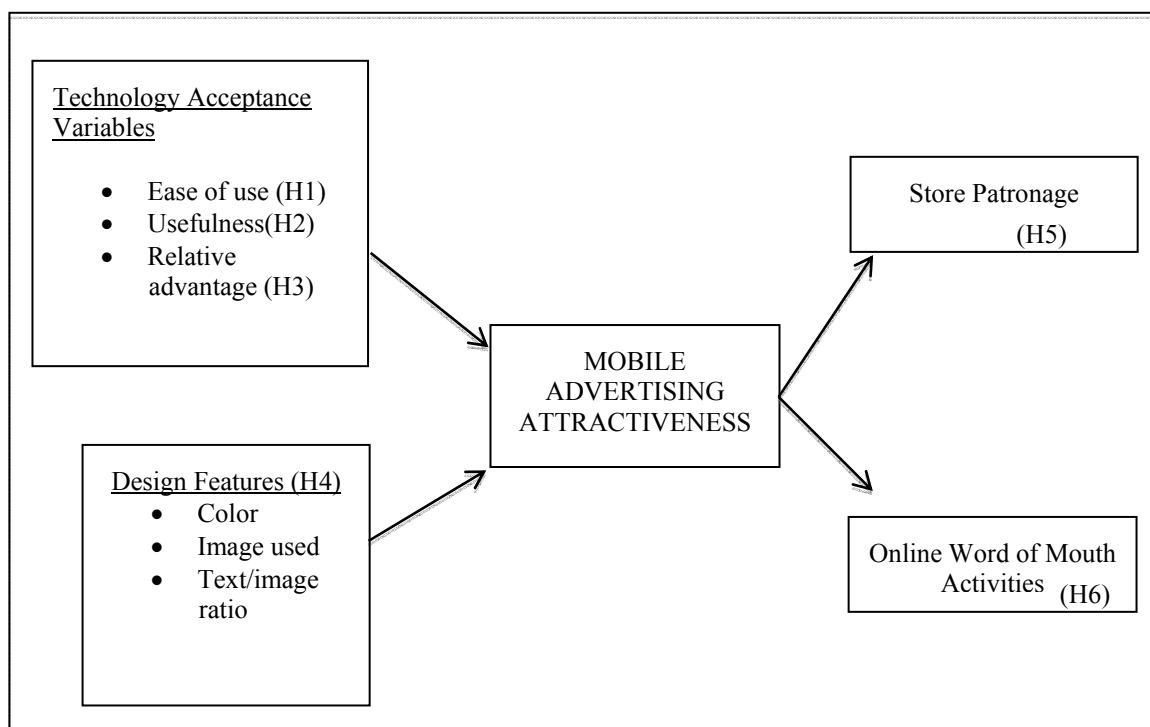 Technology Acceptance
Variables
• Ease of use (H1)
• Usefulness(H2)
• Relative
advantage (H3)
Design Features (H4)
• Color
• Image used
• Text/image
ratio
MOBILE
ADVERTISING
ATTRACTIVENESS
Store Patronage
(H5)
Online Word of Mouth
Activities (H6)